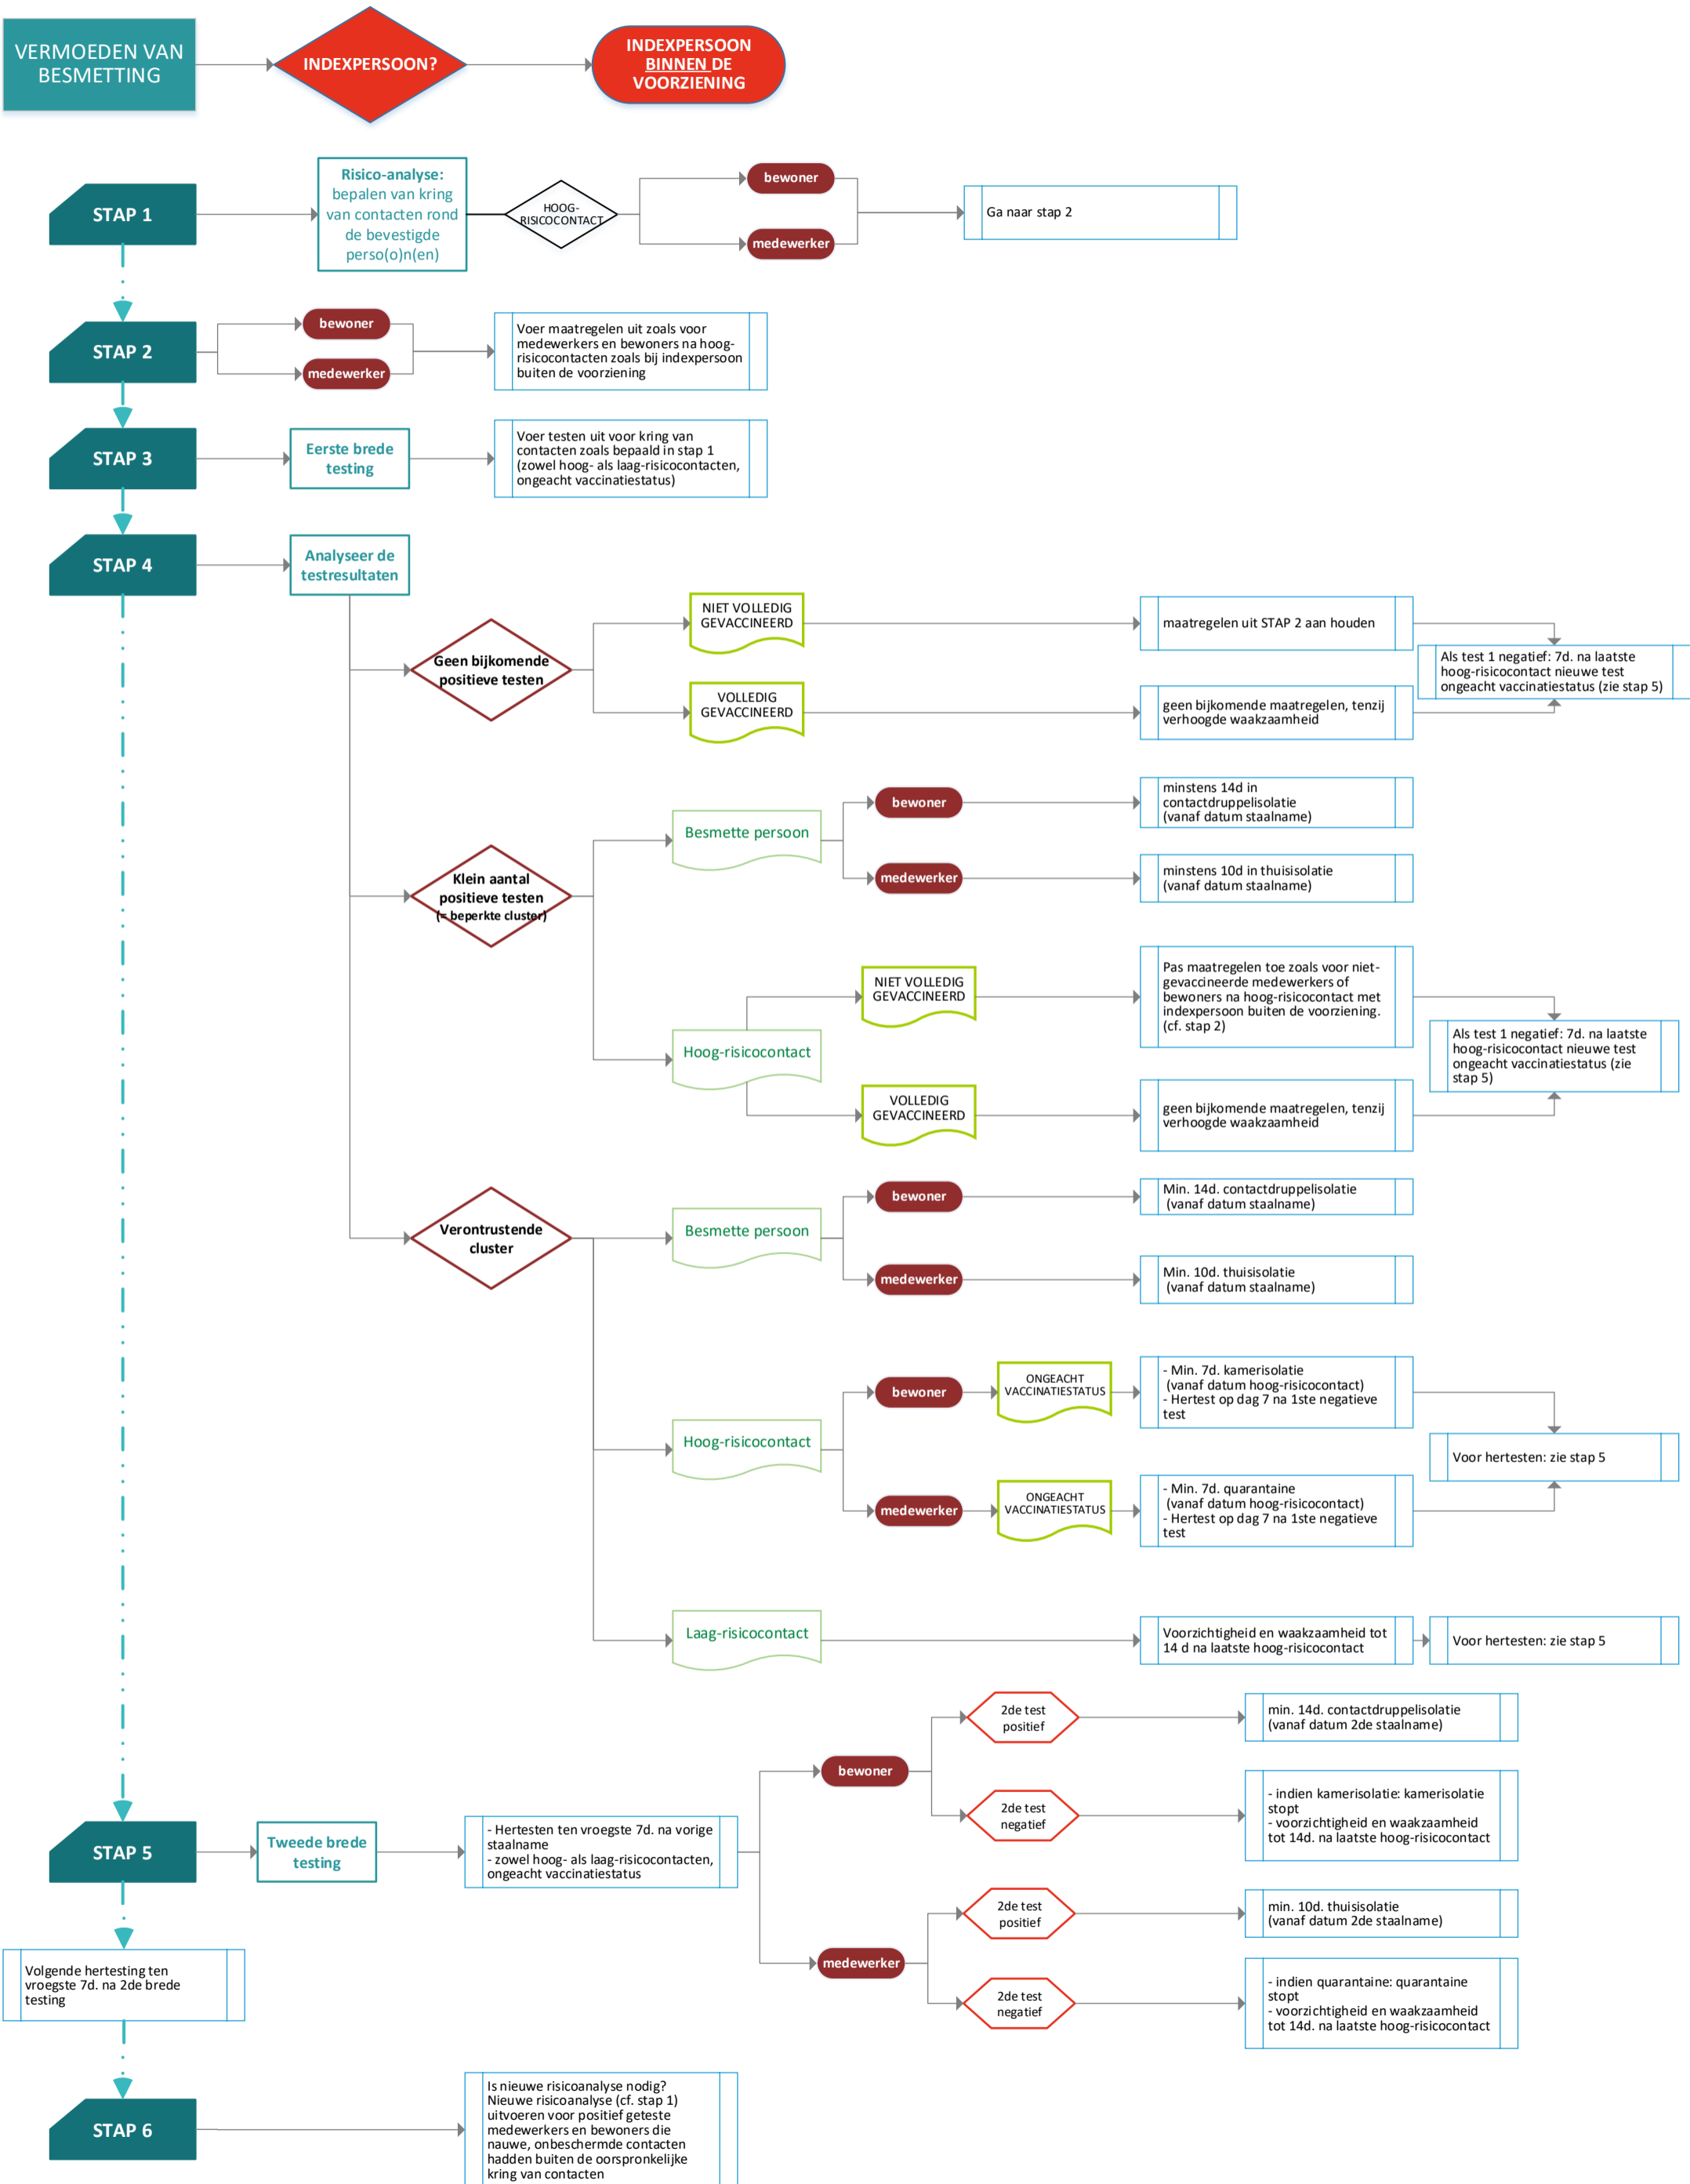 VERMOEDEN VAN
BESMETTING
INDEXPERSOON?
INDEXPERSOON
BINNEN DE
VOORZIENING
STAP 1
Risico-analyse:
bepalen van kring
van contacten rond
de bevestigde
perso(o)n(en)
HOOG-
RISICOCONTACT
bewoner
medewerker
Ga naar stap 2
STAP 2
bewoner
medewerker
Voer maatregelen uit zoals voor
medewerkers en bewoners na hoog-
risicocontacten zoals bij indexpersoon
buiten de voorziening
STAP 3
Eerste brede
testing
Voer testen uit voor kring van
contacten zoals bepaald in stap 1
(zowel hoog- als laag-risicocontacten,
ongeacht vaccinatiestatus)
STAP 4
Analyseer de
testresultaten
Geen bijkomende
positieve testen
NIET VOLLEDIG
GEVACCINEERD
maatregelen uit STAP 2 aan houden
VOLLEDIG
GEVACCINEERD
geen bijkomende maatregelen, tenzij
verhoogde waakzaamheid
Als test 1 negatief: 7d. na laatste
hoog-risicocontact nieuwe test
ongeacht vaccinatiestatus (zie stap 5)
Klein aantal
positieve testen
(= beperkte cluster)
Besmette persoon
bewoner
minstens 14d in
contactdruppelisolatie
(vanaf datum staalname)
medewerker
minstens 10d in thuisisolatie
(vanaf datum staalname)
Hoog-risicocontact
NIET VOLLEDIG
GEVACCINEERD
Pas maatregelen toe zoals voor niet-
gevaccineerde medewerkers of
bewoners na hoog-risicocontact met
indexpersoon buiten de voorziening.
(cf. stap 2)
VOLLEDIG
GEVACCINEERD
geen bijkomende maatregelen, tenzij
verhoogde waakzaamheid
Als test 1 negatief: 7d. na laatste
hoog-risicocontact nieuwe test
ongeacht vaccinatiestatus (zie
stap 5)
Verontrustende
cluster
Besmette persoon
bewoner
Min. 14d. contactdruppelisolatie
(vanaf datum staalname)
medewerker
Min. 10d. thuisisolatie
(vanaf datum staalname)
Hoog-risicocontact
bewoner
ONGEACHT
VACCINATIESTATUS
- Min. 7d. kamerisolatie
(vanaf datum hoog-risicocontact)
- Hertest op dag 7 na 1ste negatieve
test
medewerker
ONGEACHT
VACCINATIESTATUS
- Min. 7d. quarantaine
(vanaf datum hoog-risicocontact)
- Hertest op dag 7 na 1ste negatieve
test
Voor hertesten: zie stap 5
Laag-risicocontact
Voorzichtigheid en waakzaamheid tot
14 d na laatste hoog-risicocontact
Voor hertesten: zie stap 5
STAP 5
Tweede brede
testing
- Hertesten ten vroegste 7d. na vorige
staalname
- zowel hoog- als laag-risicocontacten,
ongeacht vaccinatiestatus
bewoner
2de test
positief
min. 14d. contactdruppelisolatie
(vanaf datum 2de staalname)
2de test
negatief
- indien kamerisolatie: kamerisolatie
stopt
- voorzichtigheid en waakzaamheid
tot 14d. na laatste hoog-risicocontact
medewerker
2de test
positief
min. 10d. thuisisolatie
(vanaf datum 2de staalname)
2de test
negatief
- indien quarantaine: quarantaine
stopt
- voorzichtigheid en waakzaamheid
tot 14d. na laatste hoog-risicocontact
Volgende hertesting ten
vroegste 7d. na 2de brede
testing
STAP 6
Is nieuwe risicoanalyse nodig?
Nieuwe risicoanalyse (cf. stap 1)
uitvoeren voor positief geteste
medewerkers en bewoners die
nauwe, onbeschermde contacten
hadden buiten de oorspronkelijke
kring van contacten